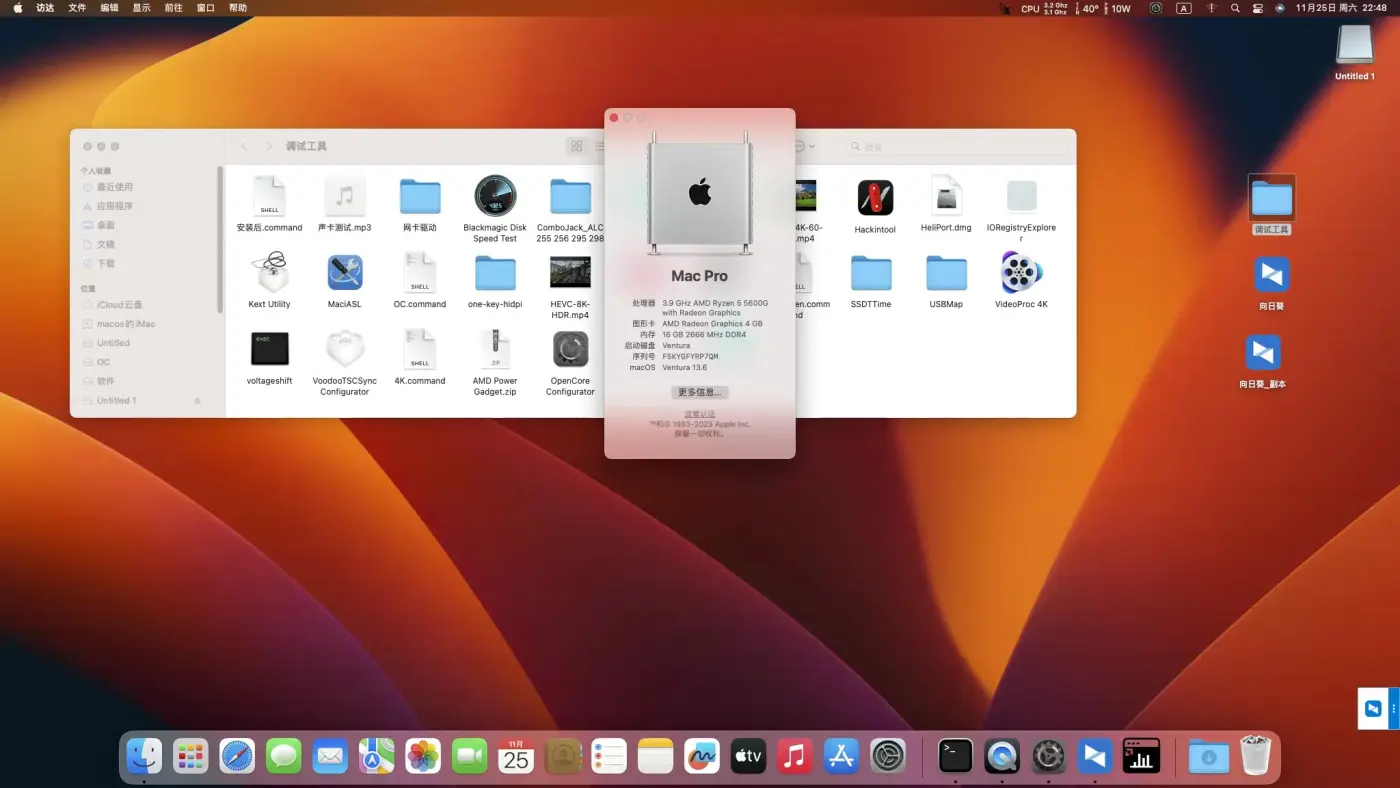 访达 文件 编辑 显示 前往 窗口 帮助
CPU 3.2 Ghz 3.1 Ghz 40° 10W A 11月25日 周六 22:48
Untitled 1
调试工具
向日葵
向日葵_副本
调试工具
搜索
个人收藏
最近使用
应用程序
桌面
文稿
下载
位置
iCloud云盘
macos的iMac
Untitled
OC
软件
Untitled 1
SHELL
安装后.command
声卡测试.mp3
网卡驱动
Blackmagic Disk
Speed Test
ComboJack_ALC
255 256 295 298
4K-60-
.mp4
Hackintool
HeliPort.dmg
IORegistryExplore
r
Kext Utility
MaciASL
SHELL
OC.command
one-key-hidpi
HEVC-8K-
HDR.mp4
en.comm
nd
SSDTTime
USBMap
VideoProc 4K
exec
voltageshift
VoodooTSCSync
Configurator
SHELL
4K.command
ZIP
AMD Power
Gadget.zip
OpenCore
Configurator
Mac Pro
处理器 3.9 GHz AMD Ryzen 5 5600G
with Radeon Graphics
图形卡 AMD Radeon Graphics 4 GB
内存 16 GB 2666 MHz DDR4
启动磁盘 Ventura
序列号 F5KYGFYRP7QM
macOS Ventura 13.6
更多信息...
监管认证
™和© 1983-2023 Apple Inc.
保留一切权利。
11月
25
tv